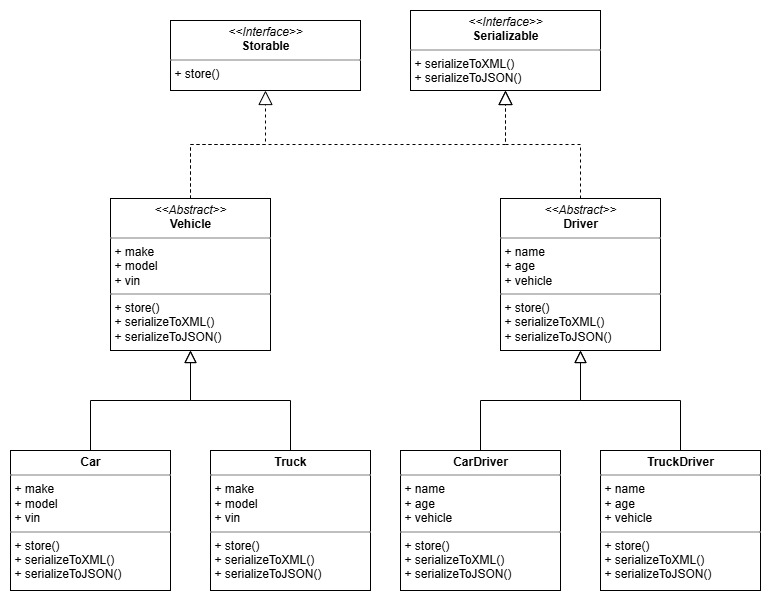 <<Interface>>
Storable
+ store()
<<Interface>>
Serializable
+ serializeToXML()
+ serializeToJSON()
<<Abstract>>
Vehicle
+ make
+ model
+ vin
+ store()
+ serializeToXML()
+ serializeToJSON()
<<Abstract>>
Driver
+ name
+ age
+ vehicle
+ store()
+ serializeToXML()
+ serializeToJSON()
Car
+ make
+ model
+ vin
+ store()
+ serializeToXML()
+ serializeToJSON()
Truck
+ make
+ model
+ vin
+ store()
+ serializeToXML()
+ serializeToJSON()
CarDriver
+ name
+ age
+ vehicle
+ store()
+ serializeToXML()
+ serializeToJSON()
TruckDriver
+ name
+ age
+ vehicle
+ store()
+ serializeToXML()
+ serializeToJSON()